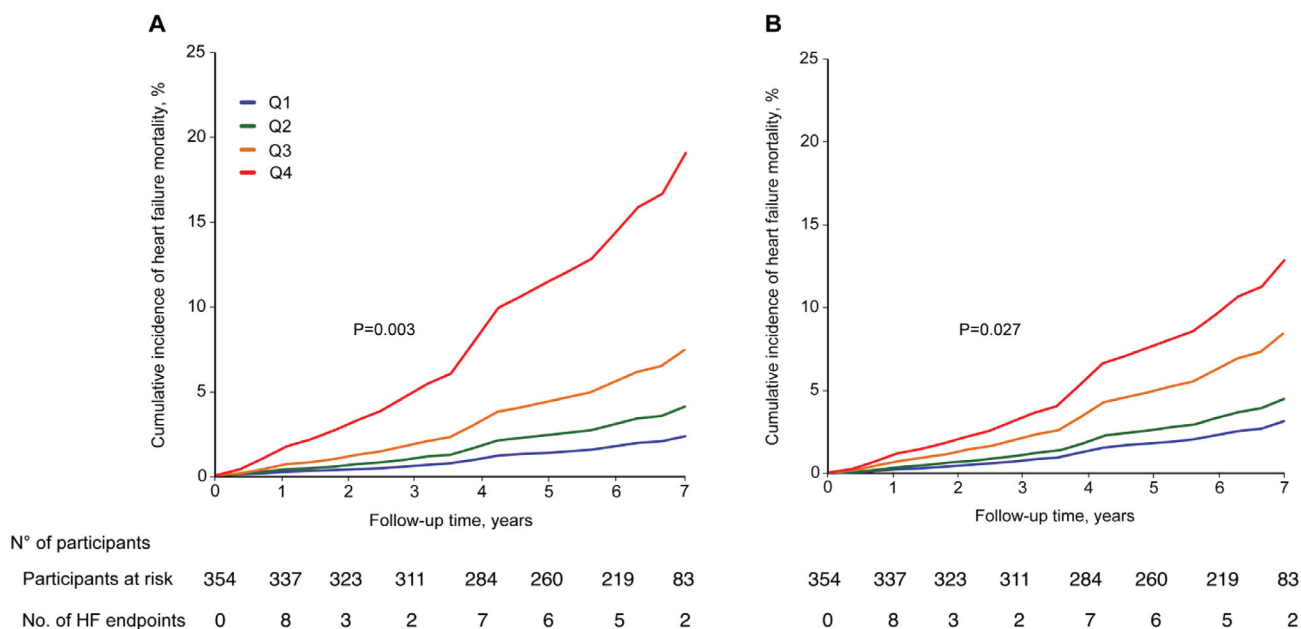 A
Cumulative incidence of heart failure mortality, %
25
20
15
10
5
0
Q1
Q2
Q3
Q4
P=0.003
0 1 2 3 4 5 6 7
Follow-up time, years
B
Cumulative incidence of heart failure mortality, %
25
20
15
10
5
0
P=0.027
0 1 2 3 4 5 6 7
Follow-up time, years
N° of participants
Participants at risk 354 337 323 311 284 260 219 83 354 337 323 311 284 260 219 83
No. of HF endpoints 0 8 3 2 7 6 5 2 0 8 3 2 7 6 5 2